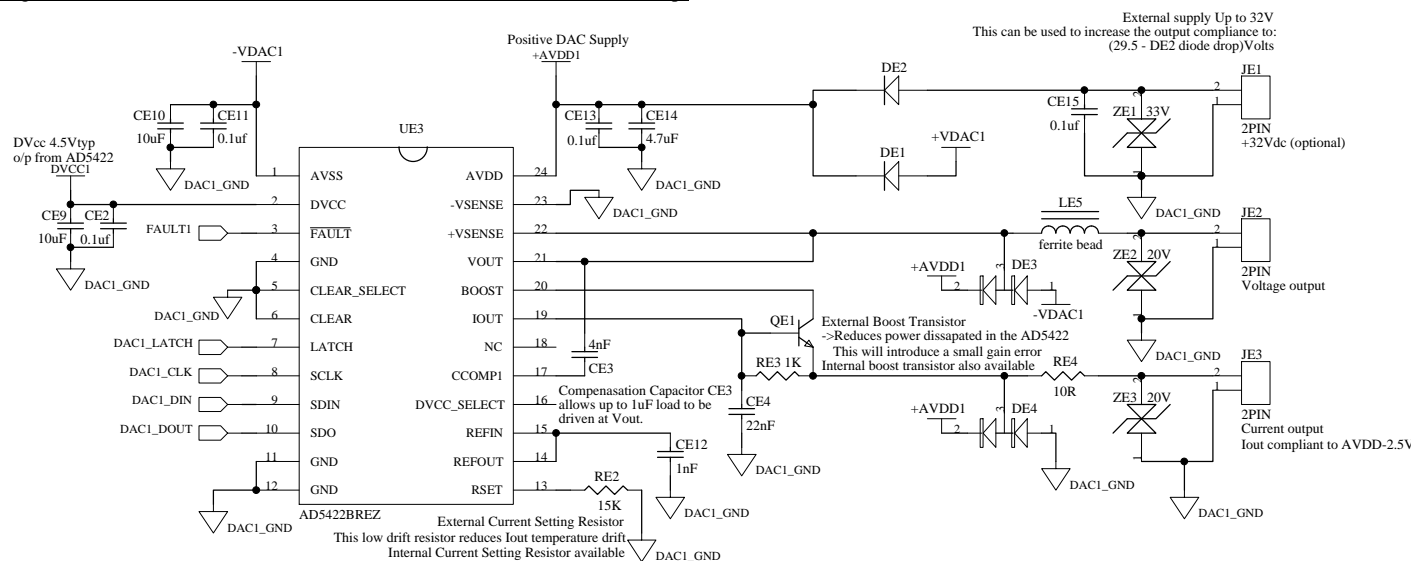 External supply Up to 32V
This can be used to increase the output compliance to:
(29.5 - DE2 diode drop)Volts
Positive DAC Supply
-VDAC1
+AVDD1
DE2
JE1
CE10
10uF
CE11
0.1uf
CE13
0.1uf
CE14
4.7uF
CE15
0.1uf
ZE1
33V
2
1
2
1
2PIN
+32Vdc (optional)
UE3
+VDAC1
DE1
DVcc 4.5Vtyp
o/p from AD5422
DVCC1
DAC1_GND
DAC1_GND
DAC1_GND
1 AVSS AVDD 24
2 DVCC -VSENSE 23
3 FAULT +VSENSE 22
4 GND VOUT 21
5 CLEAR_SELECT BOOST 20
6 CLEAR IOUT 19
7 LATCH NC 18
8 SCLK CCOMP1 17
9 SDIN DVCC_SELECT 16
10 SDO REFIN 15
11 GND REFOUT 14
12 GND RSET 13
AD5422BREZ
CE9
10uF
CE2
0.1uf
FAULT1
DAC1_GND
DAC1_GND
DAC1_LATCH
DAC1_CLK
DAC1_DIN
DAC1_DOUT
DAC1_GND
DAC1_GND
LE5
ferrite bead
JE2
2
1
ZE2
20V
2
1
2PIN
Voltage output
+AVDD1
2
3
DE3
1
-VDAC1
DAC1_GND
QE1
External Boost Transistor
->Reduces power dissapated in the AD5422
This will introduce a small gain error
Internal boost transistor also available
4nF
CE3
Compenasation Capacitor CE3
allows up to 1uF load to be
driven at Vout.
RE3 1K
CE4
22nF
DAC1_GND
RE4
10R
JE3
2
1
ZE3
20V
2
1
2PIN
Current output
Iout compliant to AVDD-2.5V
+AVDD1
2
3
DE4
1
DAC1_GND
DAC1_GND
CE12
1nF
DAC1_GND
RE2
15K
DAC1_GND
External Current Setting Resistor
This low drift resistor reduces Iout temperature drift
Internal Current Setting Resistor available